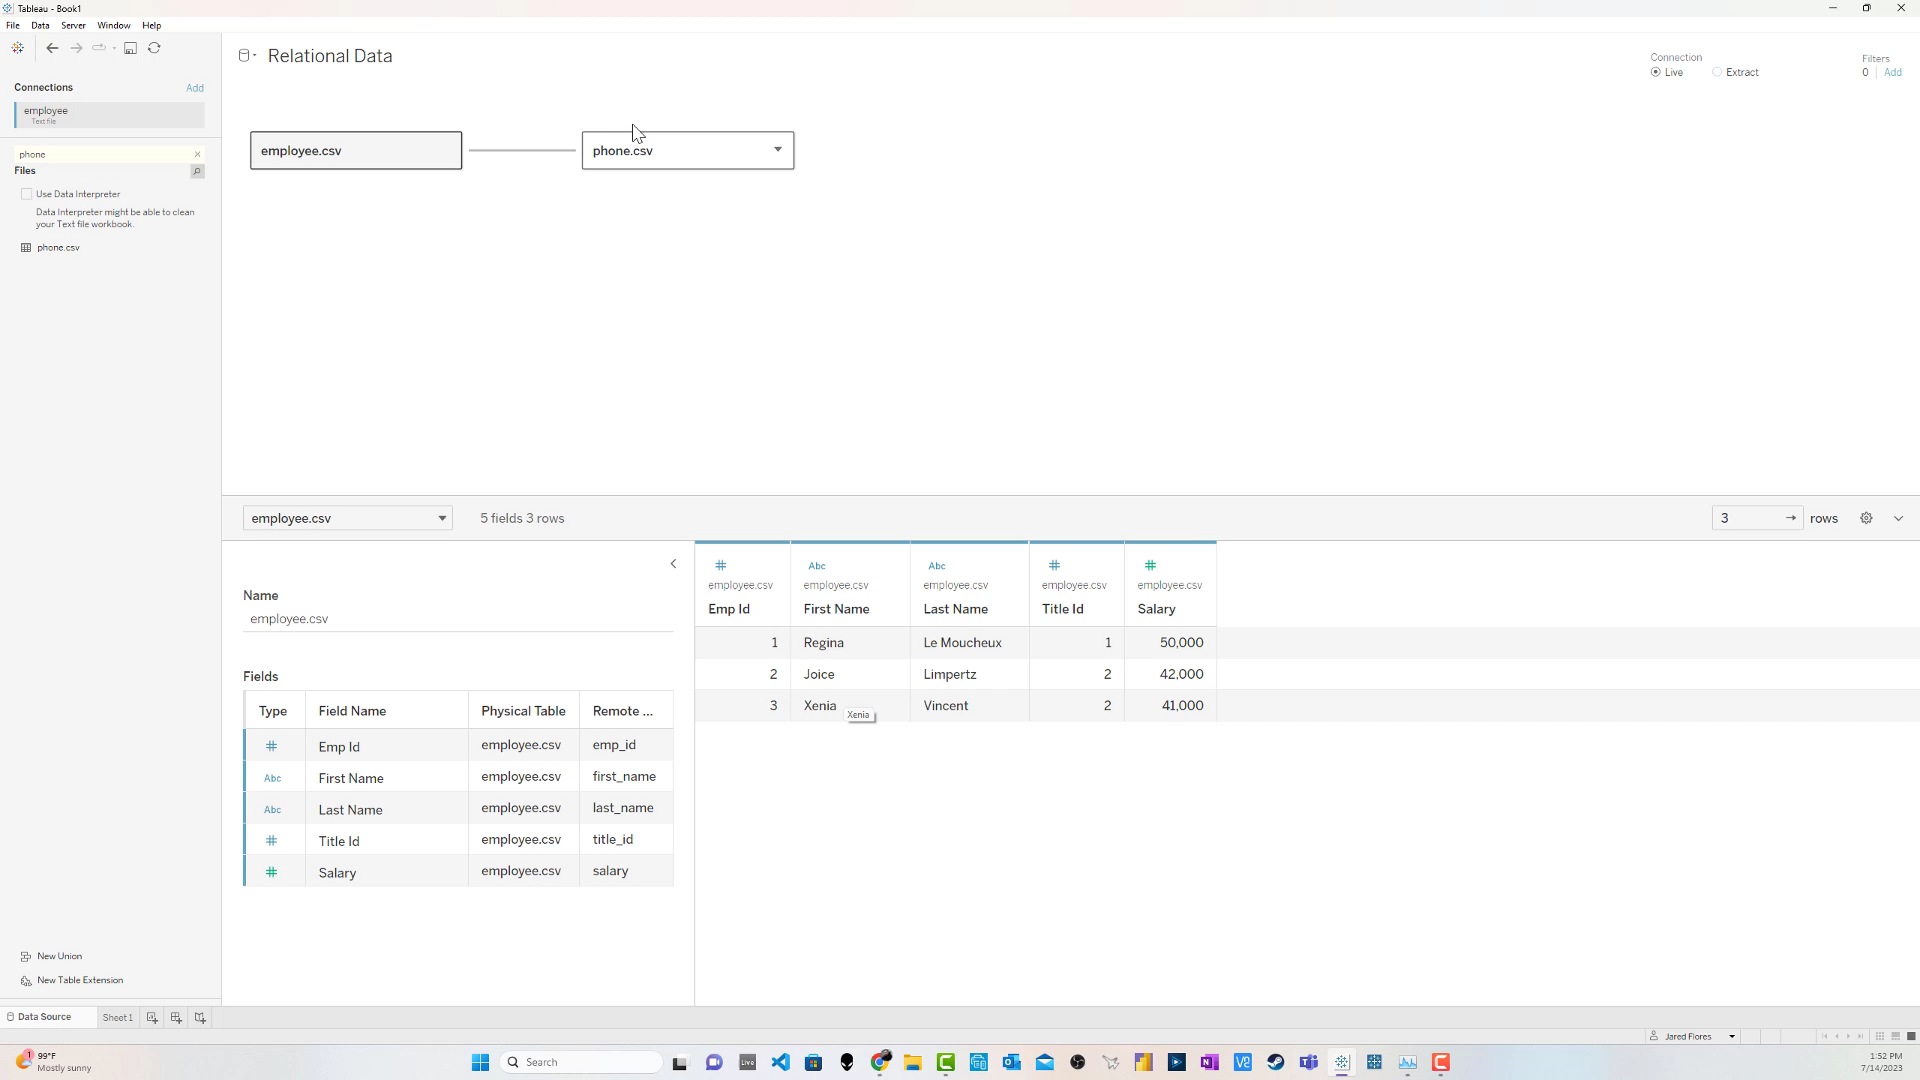 Tableau - Book1
File Data Server Window Help
Connections Add
employee
Text file
phone
Files
Use Data Interpreter
Data Interpreter might be able to clean
your Text file workbook.
phone.csv
New Union
New Table Extension
Relational Data
Connection
Live Extract
Filters
0 Add
employee.csv
phone.csv
employee.csv 5 fields 3 rows
3 rows
Name
employee.csv
Fields
Type Field Name Physical Table Remote ...
Emp Id employee.csv emp_id
Abc First Name employee.csv first_name
Abc Last Name employee.csv last_name
Title Id employee.csv title_id
Salary employee.csv salary
# Abc Abc # #
employee.csv employee.csv employee.csv employee.csv employee.csv
Emp Id First Name Last Name Title Id Salary
1 Regina Le Moucheux 1 50,000
2 Joice Limpertz 2 42,000
3 Xenia Vincent 2 41,000
Xenia
Data Source Sheet 1
Jared Flores
1
99°F
Mostly sunny
Search
Live
1:52 PM
7/14/2023